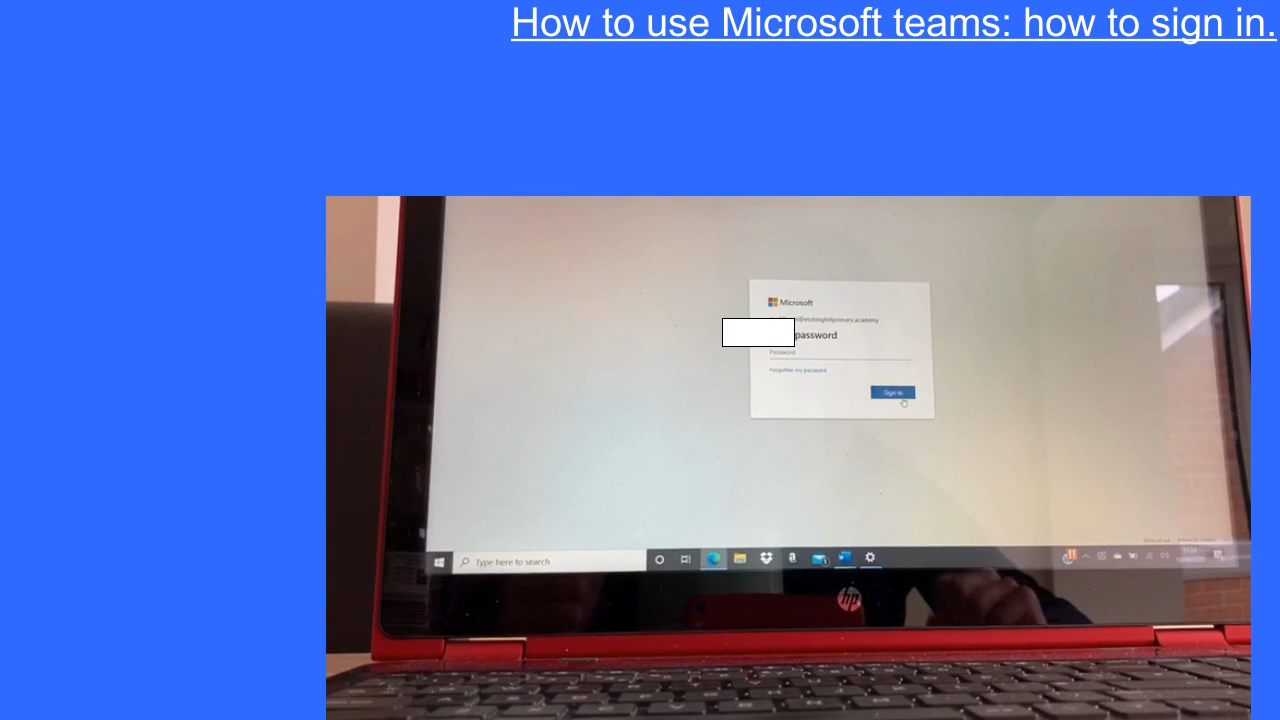 How to use Microsoft teams: how to sign in.
Microsoft
password
Password
Forgotten my password
Sign in
Type here to search
hp